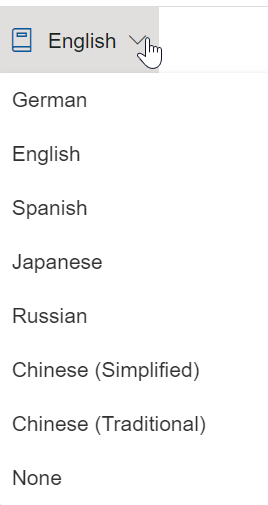 English
German
English
Spanish
Japanese
Russian
Chinese (Simplified)
Chinese (Traditional)
None